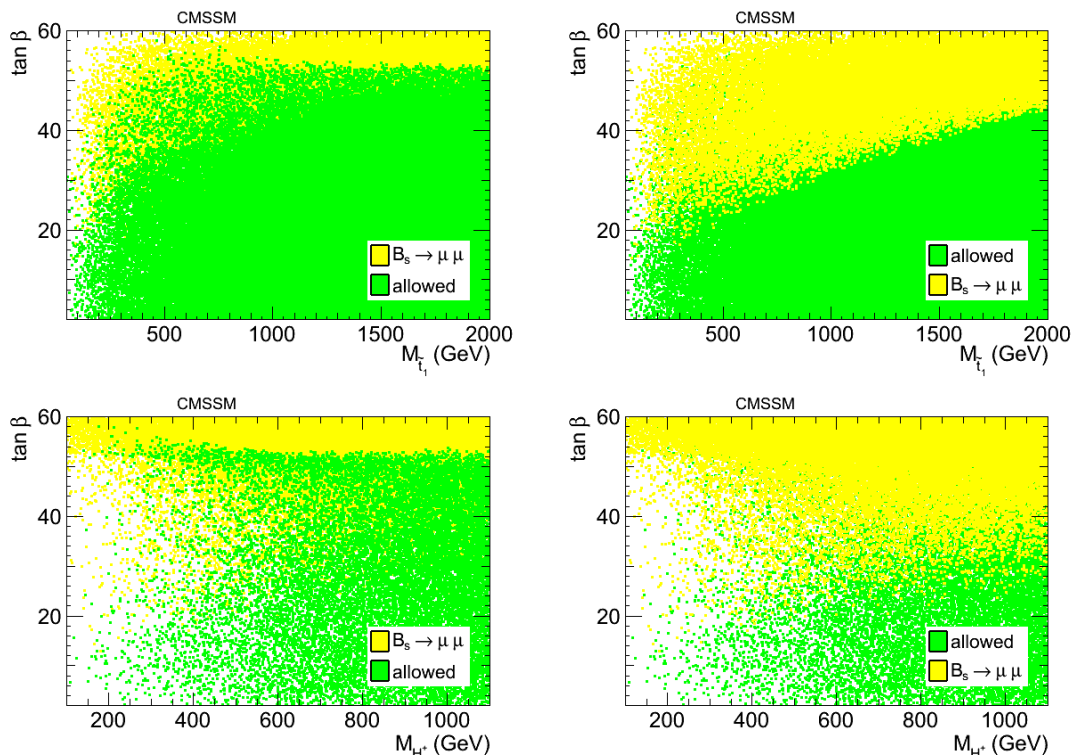 CMSSM
tan β
60
40
20
B_s → μ μ
allowed
500 1000 1500 2000
M_t̃_1 (GeV)
CMSSM
tan β
60
40
20
allowed
B_s → μ μ
500 1000 1500 2000
M_t̃_1 (GeV)
CMSSM
tan β
60
40
20
B_s → μ μ
allowed
200 400 600 800 1000
M_H⁺ (GeV)
CMSSM
tan β
60
40
20
allowed
B_s → μ μ
200 400 600 800 1000
M_H⁺ (GeV)